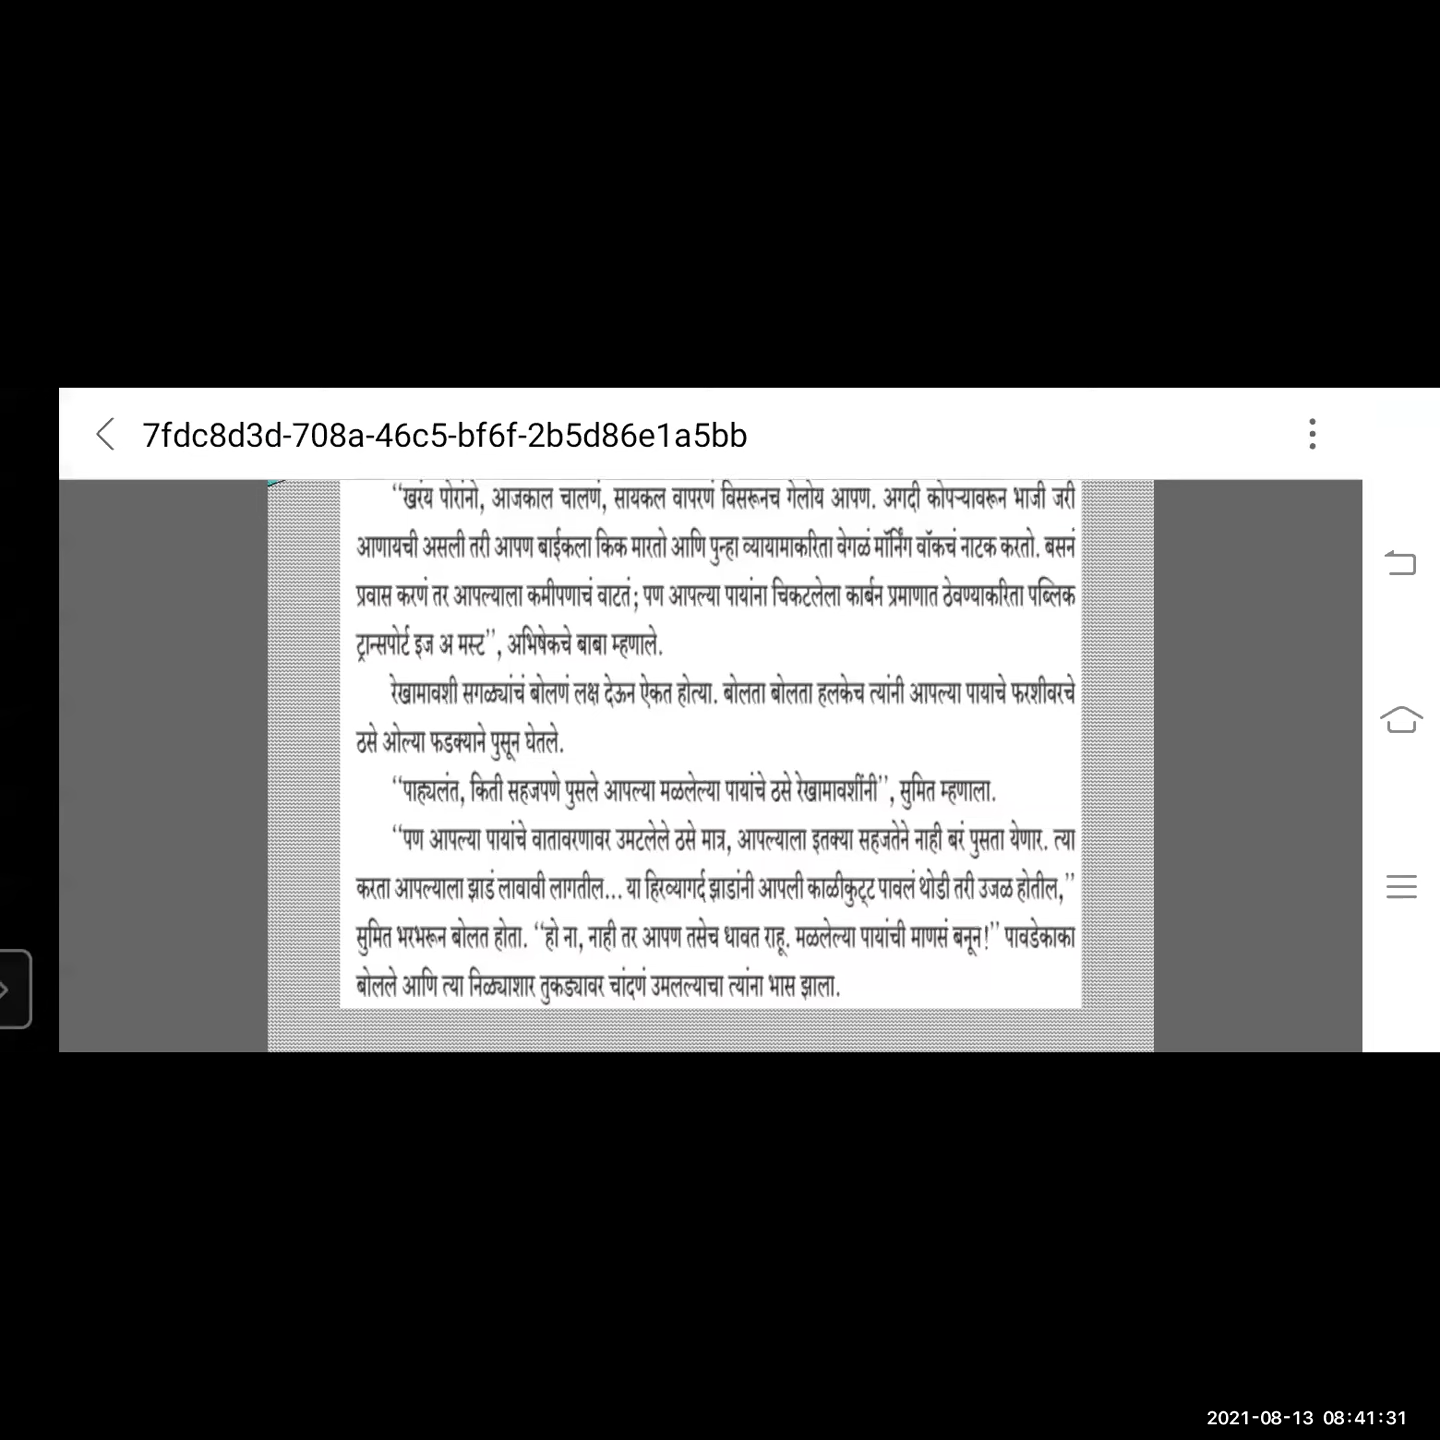 7fdc8d3d-708a-46c5-bf6f-2b5d86e1a5bb
“खरंय पोरांनो, आजकाल चालणं, सायकल वापरणं विसरूनच गेलोय आपण. अगदी कोपऱ्यावरून भाजी जरी
आणायची असली तरी आपण बाईकला किक मारतो आणि पुन्हा व्यायामाकरिता वेगळं मॉर्निंग वॉकचं नाटक करतो. बसनं
प्रवास करणं तर आपल्याला कमीपणाचं वाटतं; पण आपल्या पायांना चिकटलेला कार्बन प्रमाणात ठेवण्याकरिता पब्लिक
ट्रान्सपोर्ट इज अ मस्ट”, अभिषेकचे बाबा म्हणाले.
रेखामावशी सगळ्यांचं बोलणं लक्ष देऊन ऐकत होत्या. बोलता बोलता हलकेच त्यांनी आपल्या पायाचे फरशीवरचे
ठसे ओल्या फडक्याने पुसून घेतले.
“पाह्यलंत, किती सहजपणे पुसले आपल्या मळलेल्या पायांचे ठसे रेखामावशींनी”, सुमित म्हणाला.
“पण आपल्या पायांचे वातावरणावर उमटलेले ठसे मात्र, आपल्याला इतक्या सहजतेने नाही बरं पुसता येणार. त्या
करता आपल्याला झाडं लावावी लागतील... या हिरव्यागर्द झाडांनी आपली काळीकुट्ट पावलं थोडी तरी उजळ होतील,”
सुमित भरभरून बोलत होता. “हो ना, नाही तर आपण तसेच धावत राहू. मळलेल्या पायांची माणसं बनून!” पावडेकाका
बोलले आणि त्या निळ्याशार तुकड्यावर चांदणं उमलल्याचा त्यांना भास झाला.
2021-08-13 08:41:31